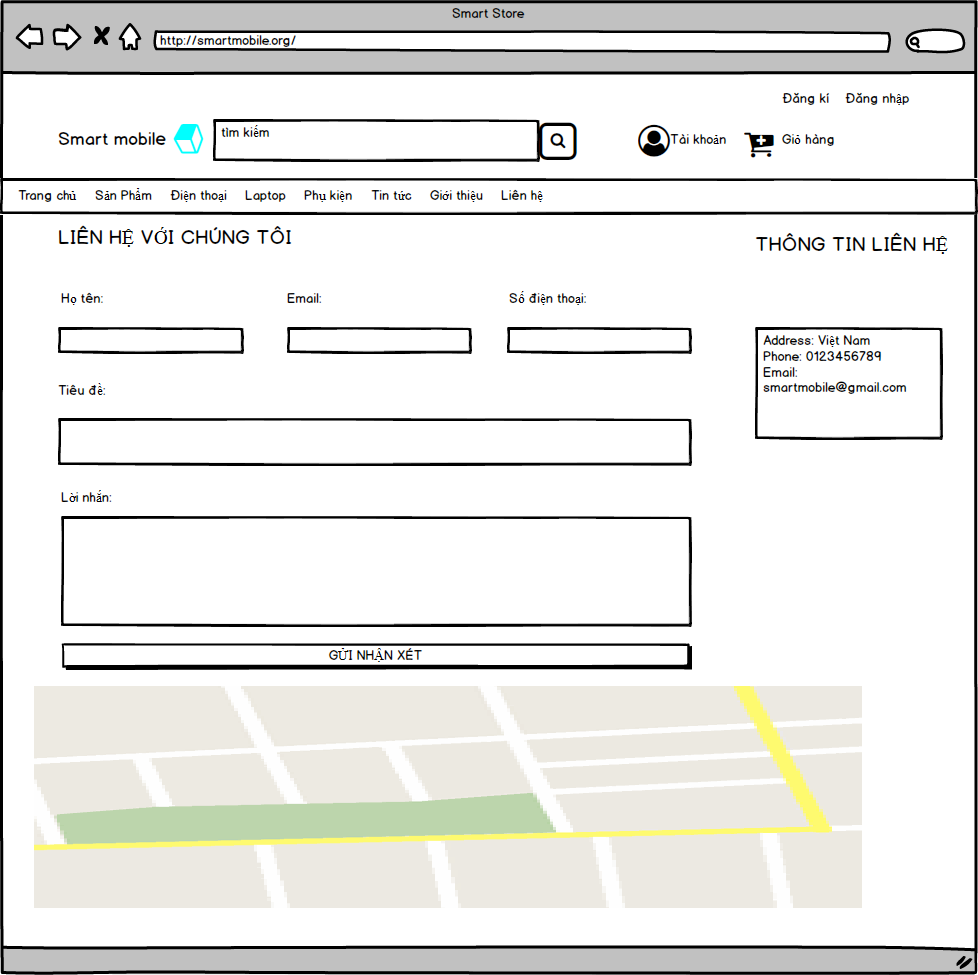 Smart Store
http://smartmobile.org/
Đăng kí Đăng nhập
Smart mobile tìm kiếm Tài khoản Giỏ hàng
Trang chủ Sản Phẩm Điện thoại Laptop Phụ kiện Tin tức Giới thiệu Liên hệ
LIÊN HỆ VỚI CHÚNG TÔI
THÔNG TIN LIÊN HỆ
Họ tên: Email: Số điện thoại:
Address: Việt Nam
Phone: 0123456789
Email:
smartmobile@gmail.com
Tiêu đề:
Lời nhắn:
GỬI NHẬN XÉT